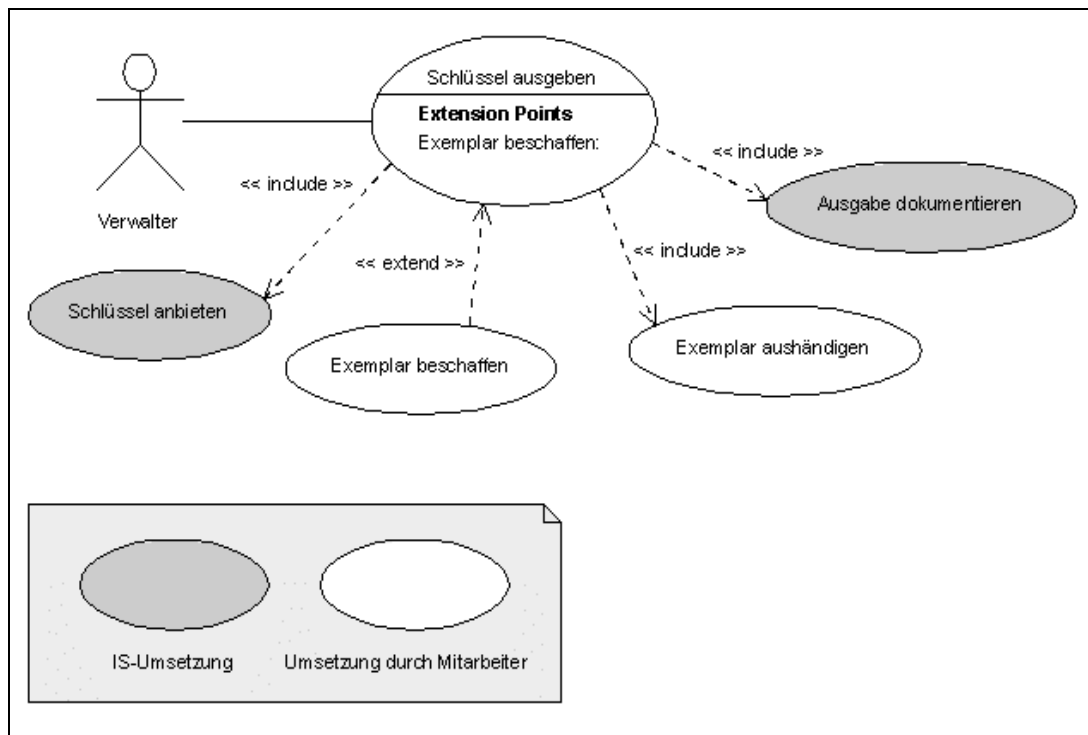 Schlüssel ausgeben
Extension Points
Exemplar beschaffen:
<< include >>
<< include >>
Verwalter
Ausgabe dokumentieren
<< include >>
<< extend >>
Schlüssel anbieten
Exemplar beschaffen
Exemplar aushändigen
IS-Umsetzung
Umsetzung durch Mitarbeiter